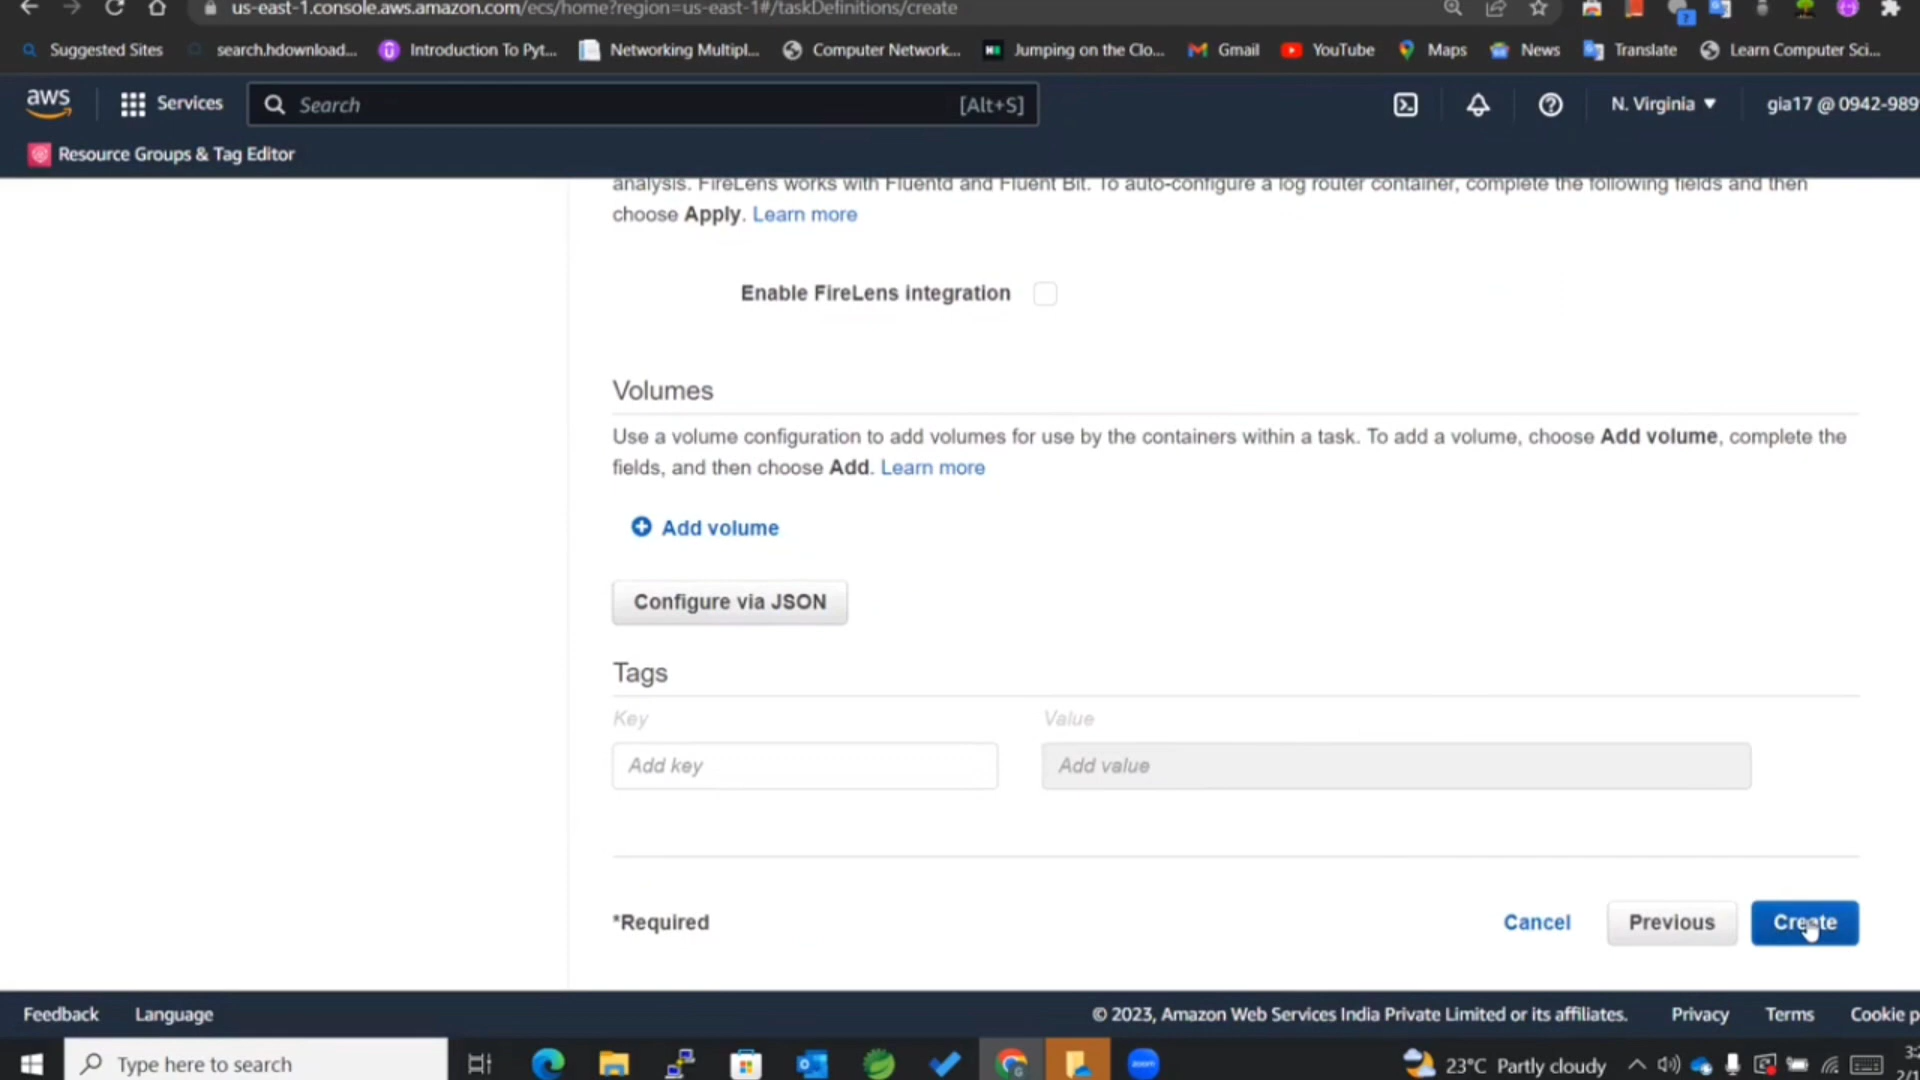 us-east-1.console.aws.amazon.com/ecs/home?region=us-east-1#/taskDefinitions/create
Suggested Sites search.hdownload... Introduction To Pyt... Networking Multipl... Computer Network... Jumping on the Clo... Gmail YouTube Maps News Translate Learn Computer Sci...
aws Services Search [Alt+S] N. Virginia gia17 @ 0942-989
Resource Groups & Tag Editor
analysis. FireLens works with Fluentd and Fluent Bit. To auto-configure a log router container, complete the following fields and then
choose Apply. Learn more
Enable FireLens integration
Volumes
Use a volume configuration to add volumes for use by the containers within a task. To add a volume, choose Add volume, complete the
fields, and then choose Add. Learn more
Add volume
Configure via JSON
Tags
Key Value
Add key Add value
*Required Cancel Previous Create
Feedback Language © 2023, Amazon Web Services India Private Limited or its affiliates. Privacy Terms Cookie p
Type here to search zoom 23°C Partly cloudy